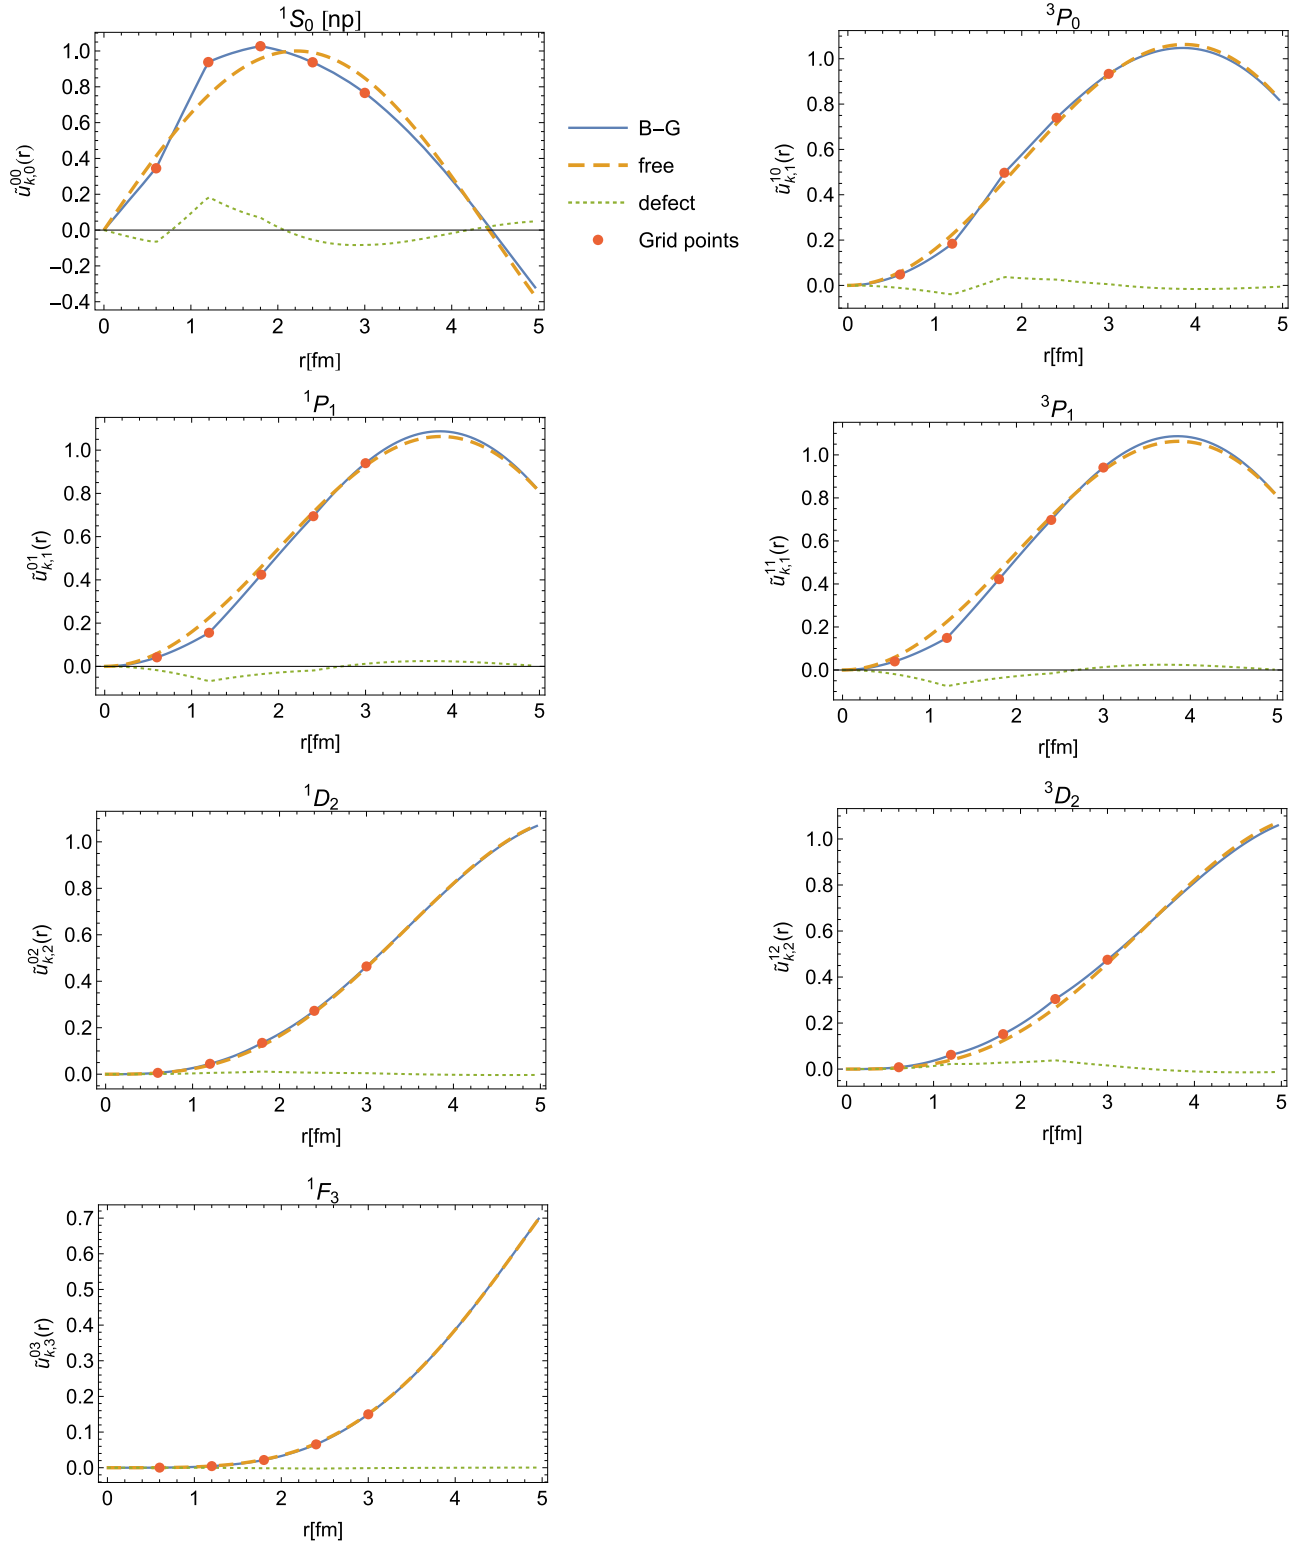 ¹S₀ [np]
1.0
0.8
0.6
0.4
0.2
0.0
−0.2
−0.4
0 1 2 3 4 5
r[fm]
ũ⁰⁰ₖ,₀(r)
B–G
free
defect
Grid points
³P₀
1.0
0.8
0.6
0.4
0.2
0.0
0 1 2 3 4 5
r[fm]
ũ¹⁰ₖ,₁(r)
¹P₁
1.0
0.8
0.6
0.4
0.2
0.0
0 1 2 3 4 5
r[fm]
ũ⁰¹ₖ,₁(r)
³P₁
1.0
0.8
0.6
0.4
0.2
0.0
0 1 2 3 4 5
r[fm]
ũ¹¹ₖ,₁(r)
¹D₂
1.0
0.8
0.6
0.4
0.2
0.0
0 1 2 3 4 5
r[fm]
ũ⁰²ₖ,₂(r)
³D₂
1.0
0.8
0.6
0.4
0.2
0.0
0 1 2 3 4 5
r[fm]
ũ¹²ₖ,₂(r)
¹F₃
0.7
0.6
0.5
0.4
0.3
0.2
0.1
0.0
0 1 2 3 4 5
r[fm]
ũ⁰³ₖ,₃(r)